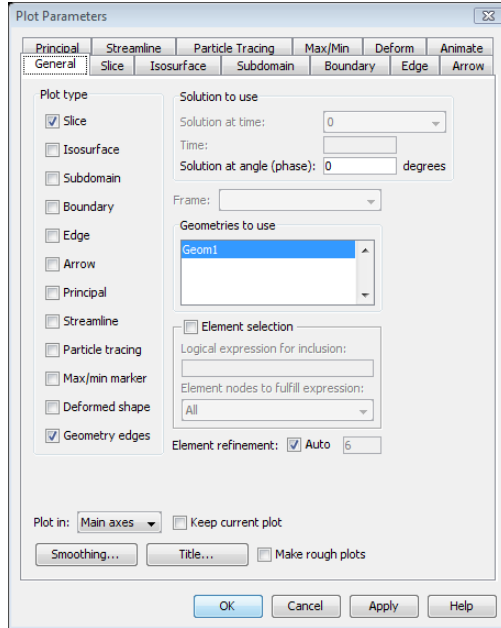 Plot Parameters
Principal Streamline Particle Tracing Max/Min Deform Animate
General Slice Isosurface Subdomain Boundary Edge Arrow
Plot type
Slice
Isosurface
Subdomain
Boundary
Edge
Arrow
Principal
Streamline
Particle tracing
Max/min marker
Deformed shape
Geometry edges
Solution to use
Solution at time: 0
Time:
Solution at angle (phase): 0 degrees
Frame:
Geometries to use
Geom1
Element selection
Logical expression for inclusion:
Element nodes to fulfill expression:
All
Element refinement: Auto 6
Plot in: Main axes Keep current plot
Smoothing... Title... Make rough plots
OK Cancel Apply Help